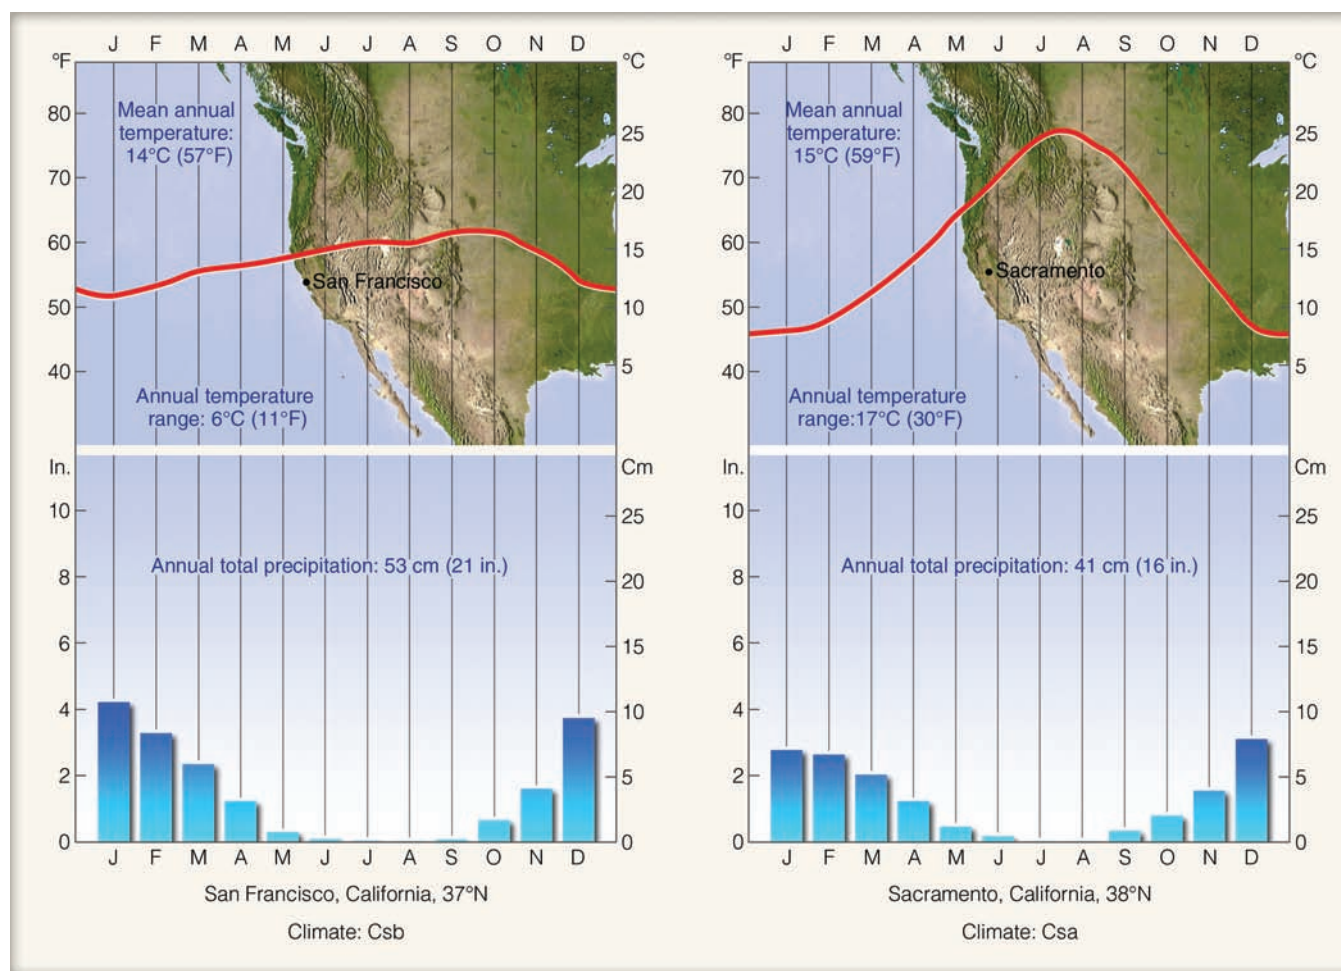 J F M A M J J A S O N D
°F °C
Mean annual
temperature:
14°C (57°F)
80
70
60
50
40
25
20
15
10
5
San Francisco
Annual temperature
range: 6°C (11°F)
In. Cm
10
8
6
4
2
0
25
20
15
10
5
0
Annual total precipitation: 53 cm (21 in.)
J F M A M J J A S O N D
San Francisco, California, 37°N
Climate: Csb
J F M A M J J A S O N D
°F °C
Mean annual
temperature:
15°C (59°F)
80
70
60
50
40
25
20
15
10
5
Sacramento
Annual temperature
range:17°C (30°F)
In. Cm
10
8
6
4
2
0
25
20
15
10
5
0
Annual total precipitation: 41 cm (16 in.)
J F M A M J J A S O N D
Sacramento, California, 38°N
Climate: Csa